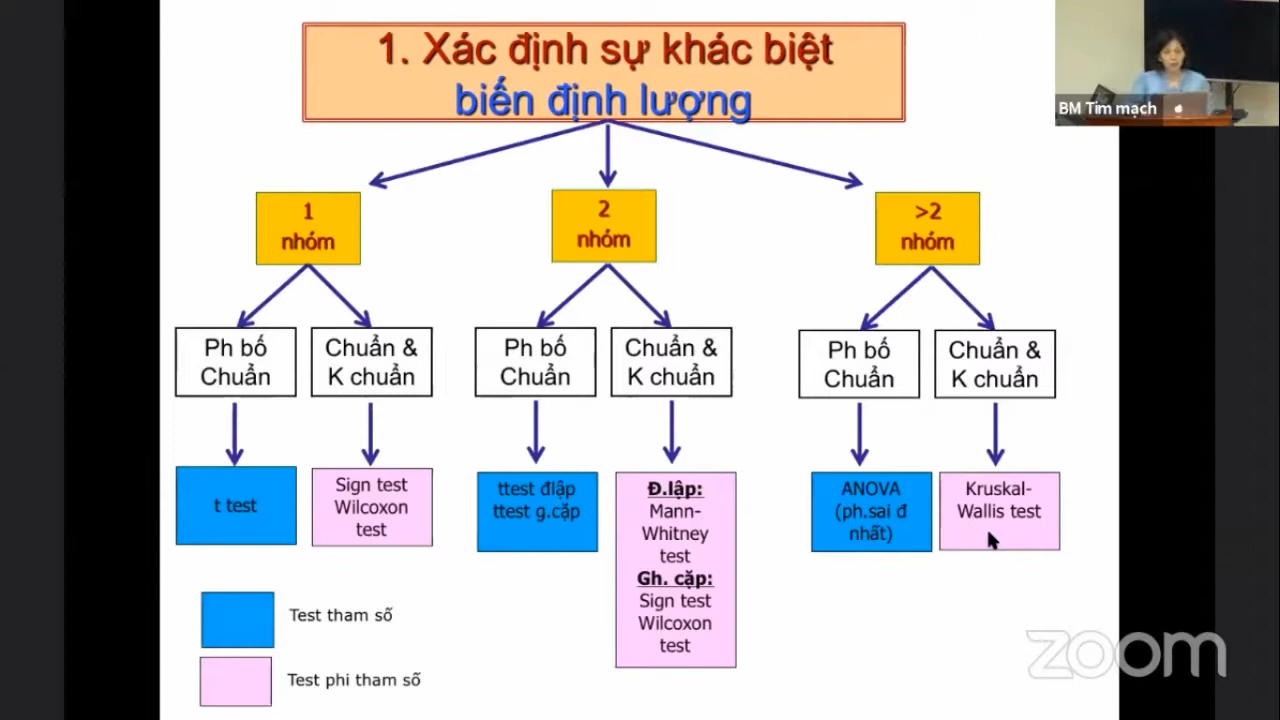 1. Xác định sự khác biệt
biến định lượng
BM Tim mạch
1
nhóm
2
nhóm
>2
nhóm
Ph bố
Chuẩn
Chuẩn &
K chuẩn
Ph bố
Chuẩn
Chuẩn &
K chuẩn
Ph bố
Chuẩn
Chuẩn &
K chuẩn
t test
Sign test
Wilcoxon
test
ttest đlập
ttest g.cặp
Đ.lập:
Mann-
Whitney
test
Gh. cặp:
Sign test
Wilcoxon
test
ANOVA
(ph.sai đ
nhất)
Kruskal-
Wallis test
Test tham số
Test phi tham số
zoom